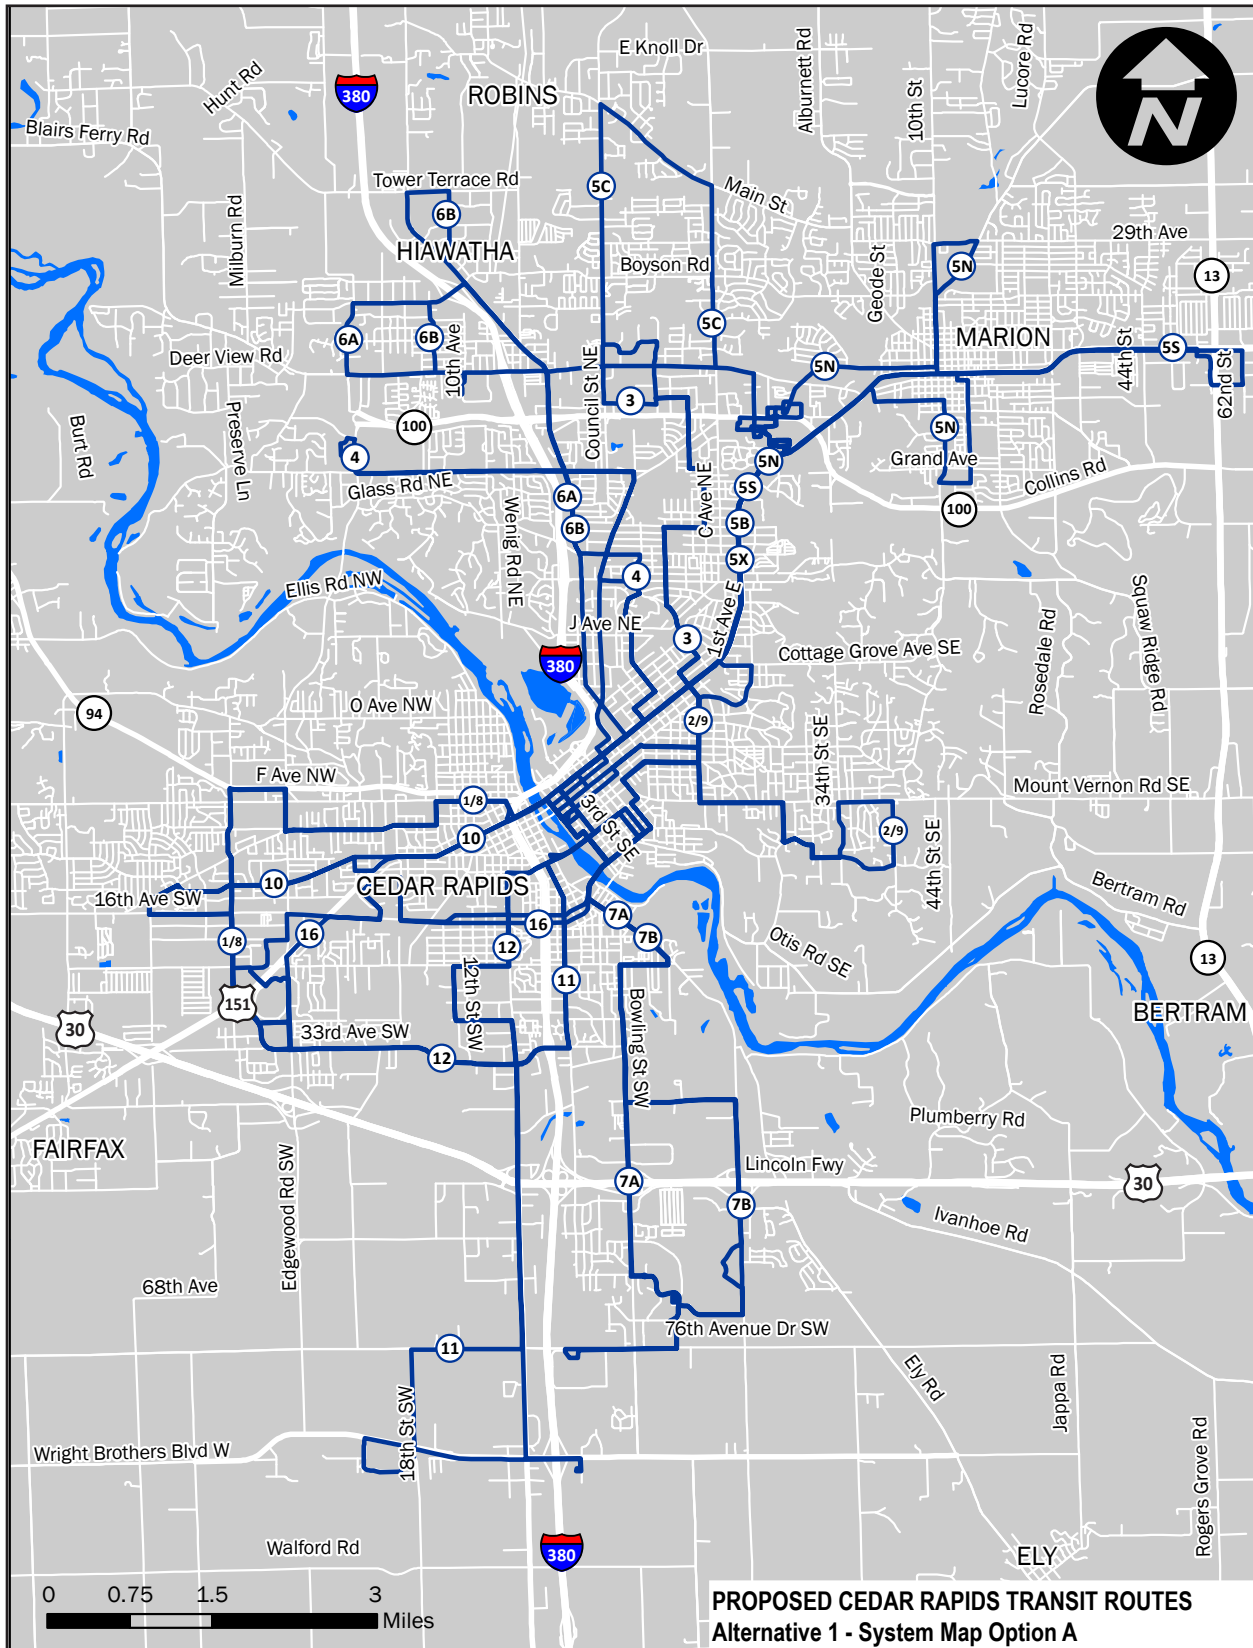 E Knoll Dr
Lucore Rd
Hunt Rd
380
ROBINS
Alburnett Rd
10th St
N
Blairs Ferry Rd
Tower Terrace Rd
5C
Main St
6B
Milburn Rd
HIAWATHA
29th Ave
Boyson Rd
Geode St
5N
13
5C
MARION
6A
6B
10th Ave
44th St
5S
Deer View Rd
5N
Council St NE
62nd St
3
Preserve Ln
Burt Rd
100
5N
4
5N
Grand Ave
Glass Rd NE
Collins Rd
5S
6A
C Ave NE
100
Wenig Rd NE
6B
5B
5X
Ellis Rd NW
4
Squaw Ridge Rd
J Ave NE
1st Ave E
3
Rosedale Rd
Cottage Grove Ave SE
380
94
O Ave NW
2/9
34th St SE
F Ave NW
Mount Vernon Rd SE
1/8
3rd St SE
2/9
10
44th St SE
10
CEDAR RAPIDS
16th Ave SW
Bertram Rd
7A
16
16
1/8
7B
12
Otis Rd SE
13
12th St SW
11
151
Bowling St SW
BERTRAM
30
33rd Ave SW
12
Plumberry Rd
FAIRFAX
Lincoln Fwy
7A
30
7B
Edgewood Rd SW
Ivanhoe Rd
68th Ave
76th Avenue Dr SW
11
Ely Rd
Jappa Rd
18th St SW
Wright Brothers Blvd W
Rogers Grove Rd
Walford Rd
380
ELY
0 0.75 1.5 3
Miles
PROPOSED CEDAR RAPIDS TRANSIT ROUTES
Alternative 1 - System Map Option A